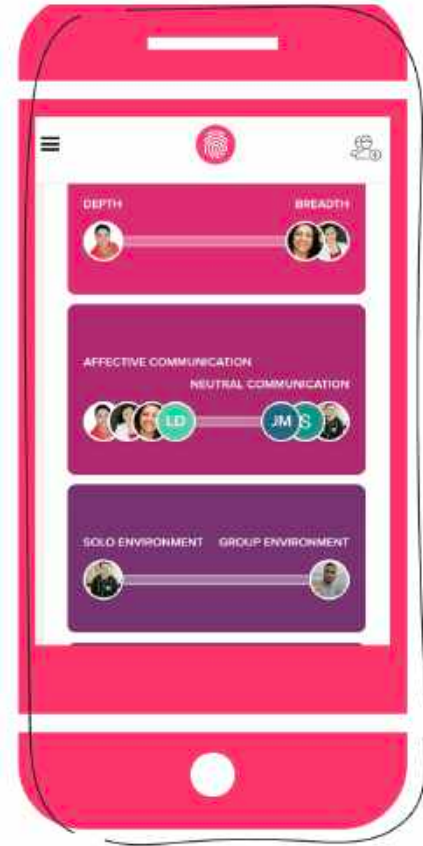 DEPTH BREADTH
AFFECTIVE COMMUNICATION
NEUTRAL COMMUNICATION
LD JM S
SOLO ENVIRONMENT GROUP ENVIRONMENT